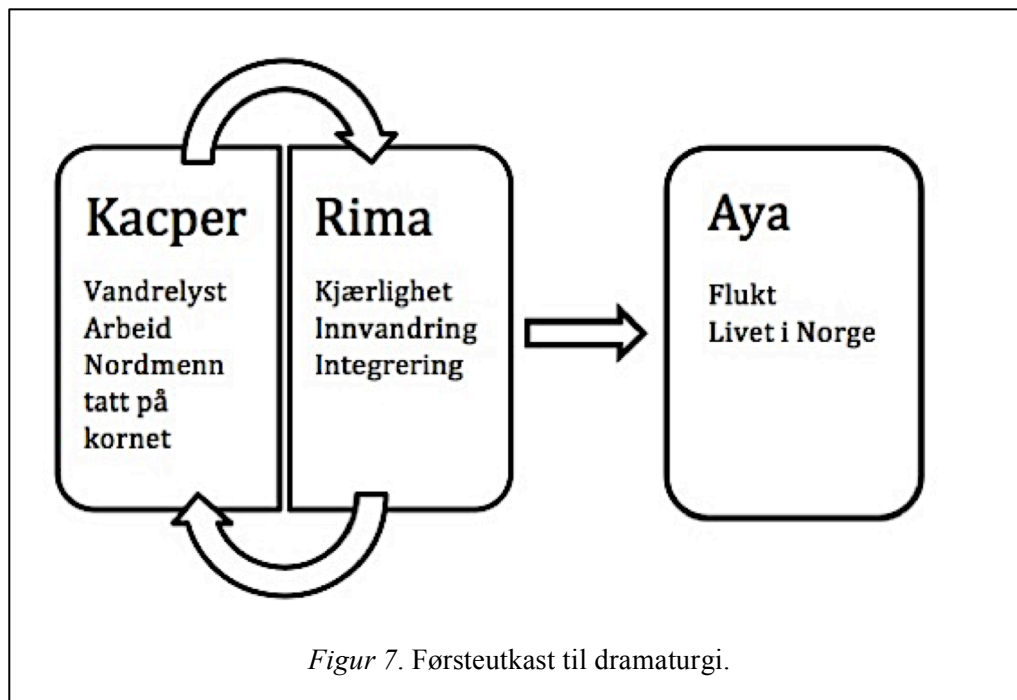 Kacper
Vandrelyst
Arbeid
Nordmenn
tatt på
kornet
Rima
Kjærlighet
Innvandring
Integrering
Aya
Flukt
Livet i Norge
Figur 7. Førsteutkast til dramaturgi.